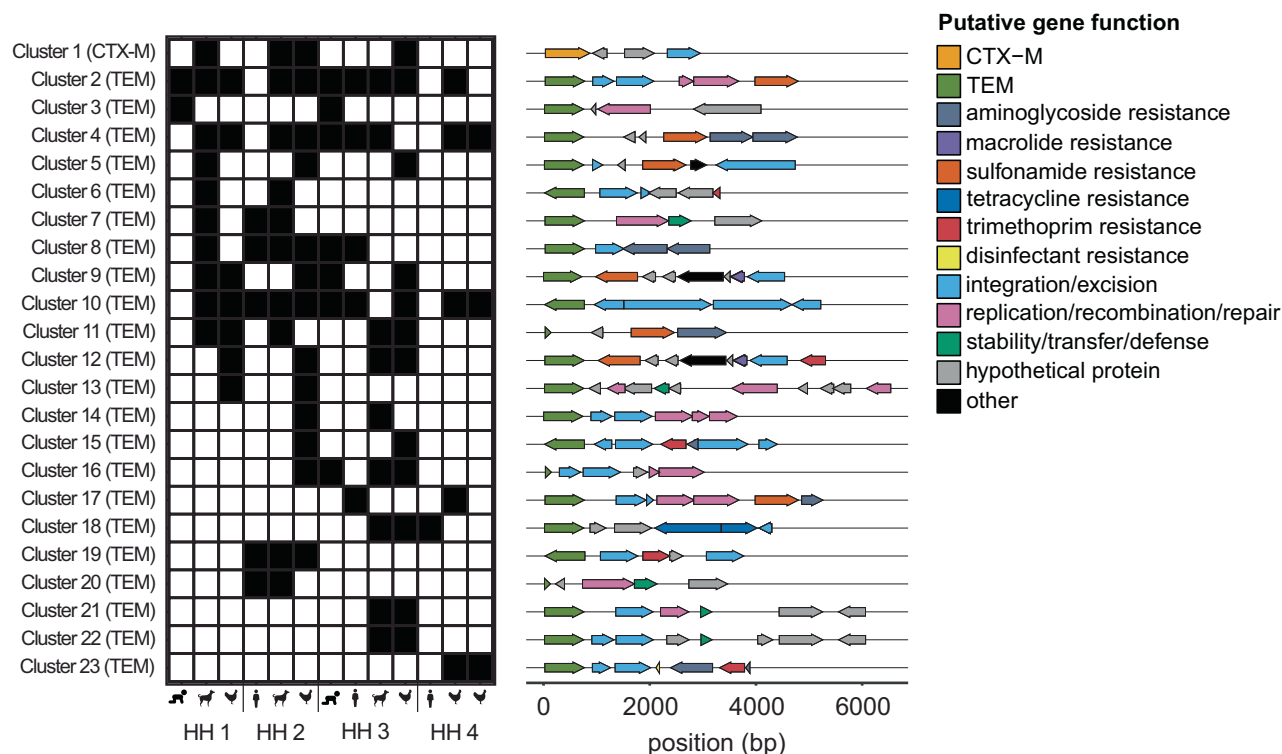 Cluster 1 (CTX-M)
Cluster 2 (TEM)
Cluster 3 (TEM)
Cluster 4 (TEM)
Cluster 5 (TEM)
Cluster 6 (TEM)
Cluster 7 (TEM)
Cluster 8 (TEM)
Cluster 9 (TEM)
Cluster 10 (TEM)
Cluster 11 (TEM)
Cluster 12 (TEM)
Cluster 13 (TEM)
Cluster 14 (TEM)
Cluster 15 (TEM)
Cluster 16 (TEM)
Cluster 17 (TEM)
Cluster 18 (TEM)
Cluster 19 (TEM)
Cluster 20 (TEM)
Cluster 21 (TEM)
Cluster 22 (TEM)
Cluster 23 (TEM)
HH 1 HH 2 HH 3 HH 4
0 2000 4000 6000
position (bp)
Putative gene function
CTX−M
TEM
aminoglycoside resistance
macrolide resistance
sulfonamide resistance
tetracycline resistance
trimethoprim resistance
disinfectant resistance
integration/excision
replication/recombination/repair
stability/transfer/defense
hypothetical protein
other